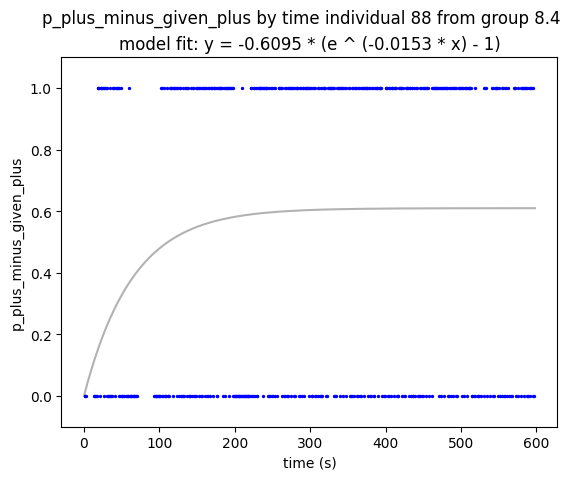 p_plus_minus_given_plus by time individual 88 from group 8.4
model fit: y = -0.6095 * (e ^ (-0.0153 * x) - 1)
1.0
0.8
0.6
0.4
0.2
0.0
p_plus_minus_given_plus
0 100 200 300 400 500 600
time (s)